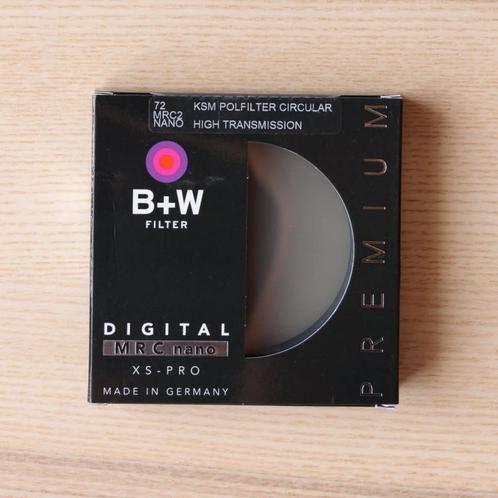 72 KSM POLFILTER CIRCULAR
MRC2
NANO HIGH TRANSMISSION
B+W
FILTER
DIGITAL
MRC nano
XS-PRO
MADE IN GERMANY
PREMIUM